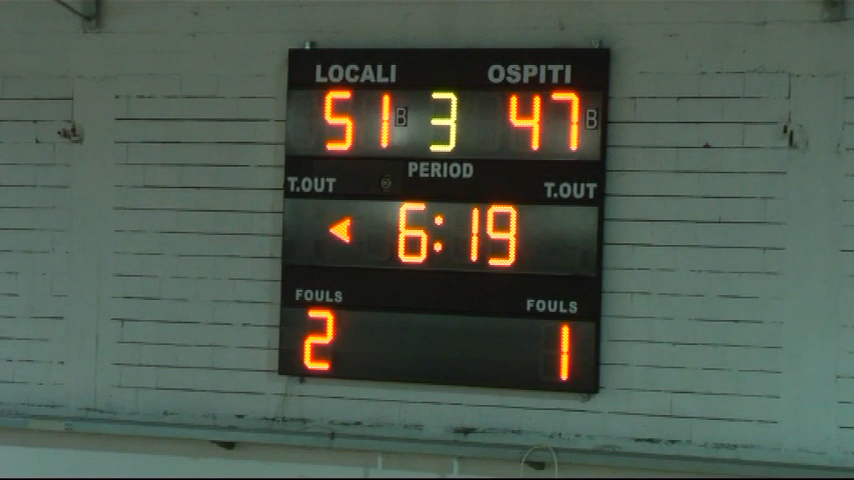 LOCALI OSPITI
51 B 3 47 B
PERIOD
T.OUT T.OUT
6:19
FOULS FOULS
2 1